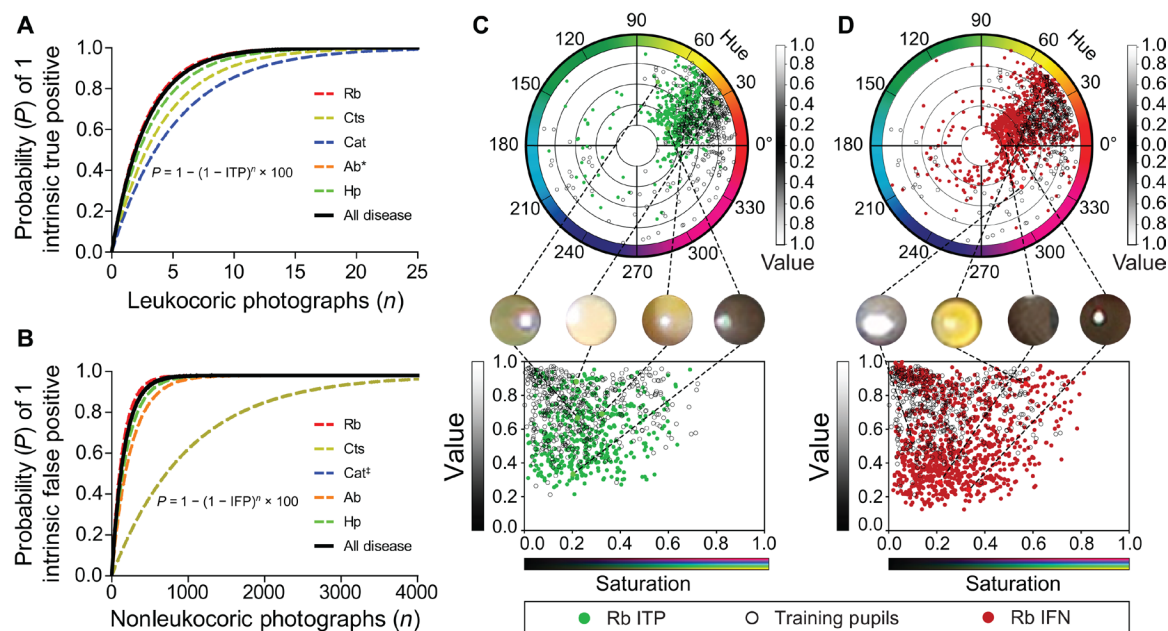 A
Probability (P) of 1
intrinsic true positive
1.0
0.8
0.6
0.4
0.2
0.0
Rb
Cts
Cat
Ab*
Hp
All disease
P = 1 − (1 − ITP)ⁿ × 100
0 5 10 15 20 25
Leukocoric photographs (n)
B
Probability (P) of 1
intrinsic false positive
1.0
0.8
0.6
0.4
0.2
0.0
Rb
Cts
Cat‡
Ab
Hp
All disease
P = 1 − (1 − IFP)ⁿ × 100
0 1000 2000 3000 4000
Nonleukocoric photographs (n)
C
90
120 60
Hue
150 30
180 0°
210 330
240 300
270
1.0
0.8
0.6
0.4
0.2
0.0
0.2
0.4
0.6
0.8
1.0
Value
Value
1.0
0.8
0.6
0.4
0.2
0.0
0.0 0.2 0.4 0.6 0.8 1.0
Saturation
D
90
120 60
Hue
150 30
180 0°
210 330
240 300
270
1.0
0.8
0.6
0.4
0.2
0.0
0.2
0.4
0.6
0.8
1.0
Value
Value
1.0
0.8
0.6
0.4
0.2
0.0
0.0 0.2 0.4 0.6 0.8 1.0
Saturation
Rb ITP Training pupils Rb IFN